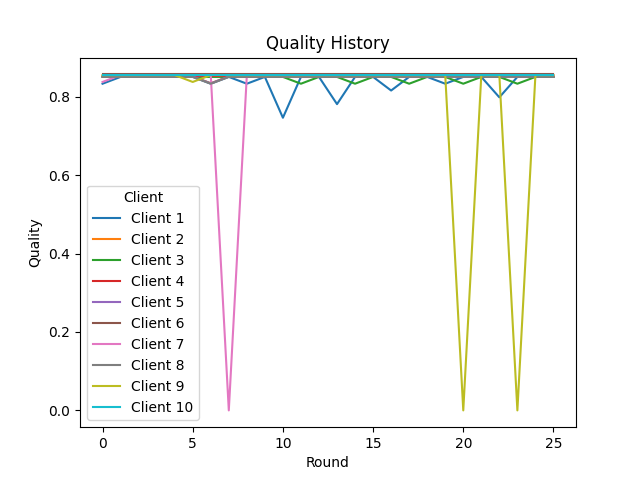 Quality History
0.8
0.6
0.4
0.2
0.0
Quality
Client
Client 1
Client 2
Client 3
Client 4
Client 5
Client 6
Client 7
Client 8
Client 9
Client 10
0
5
10
15
20
25
Round